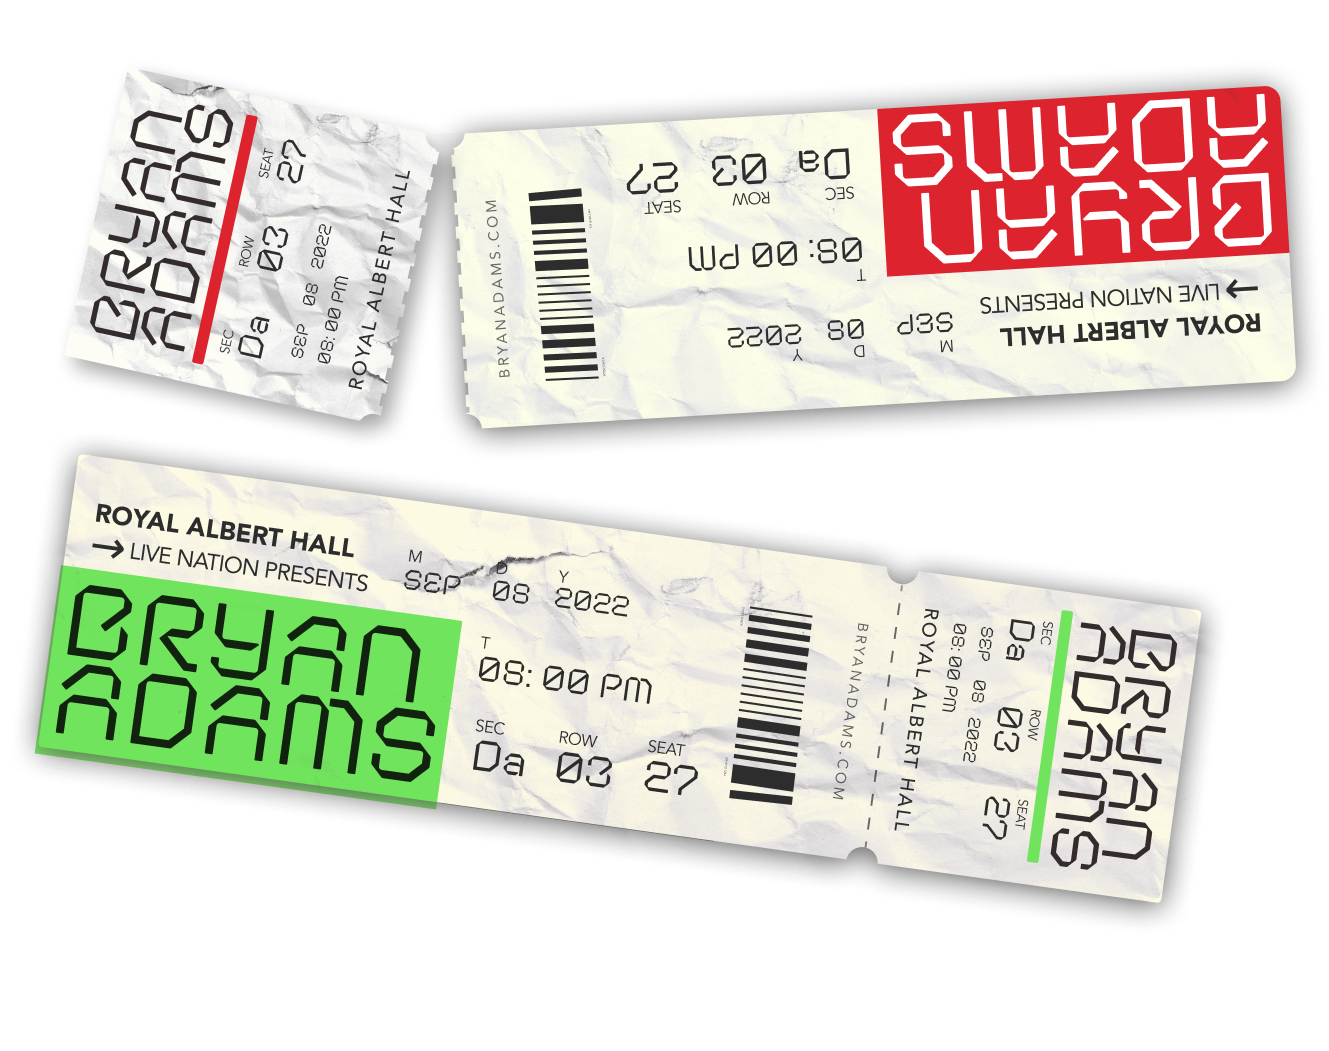 BRYAN
ADAMS
SEAT
27
ROW
03
SEC
Da
SEP 08 2022
08:00 PM
ROYAL ALBERT HALL
ROYAL ALBERT HALL
LIVE NATION PRESENTS
BRYAN
ADAMS
M D Y
SEP 08 2022
T
08:00 PM
SEC ROW SEAT
Da 03 27
BRYANADAMS.COM
ROYAL ALBERT HALL
→ LIVE NATION PRESENTS
BRYAN
ADAMS
M D Y
SEP 08 2022
T
08:00 PM
SEC ROW SEAT
Da 03 27
BRYANADAMS.COM
ROYAL ALBERT HALL
SEP 08 2022
08:00 PM
SEC ROW SEAT
Da 03 27
BRYAN
ADAMS